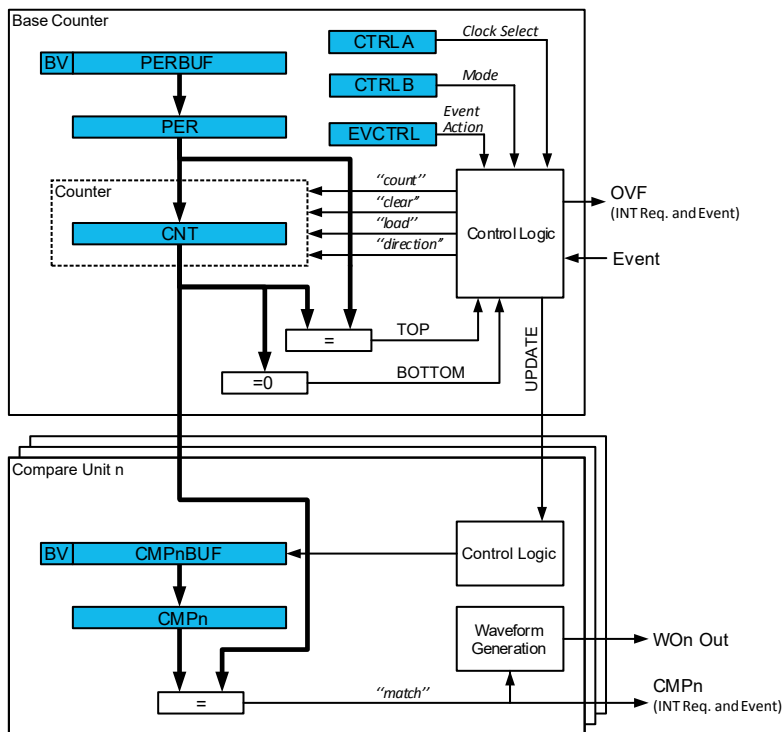 Base Counter
CTRLA
Clock Select
BV
PERBUF
CTRLB
Mode
Event
Action
EVCTRL
PER
Counter
"count"
"clear"
"load"
"direction"
CNT
Control Logic
OVF
(INT Req. and Event)
Event
=
TOP
=0
BOTTOM
UPDATE
Compare Unit n
BV
CMPnBUF
Control Logic
CMPn
Waveform
Generation
WOn Out
=
"match"
CMPn
(INT Req. and Event)